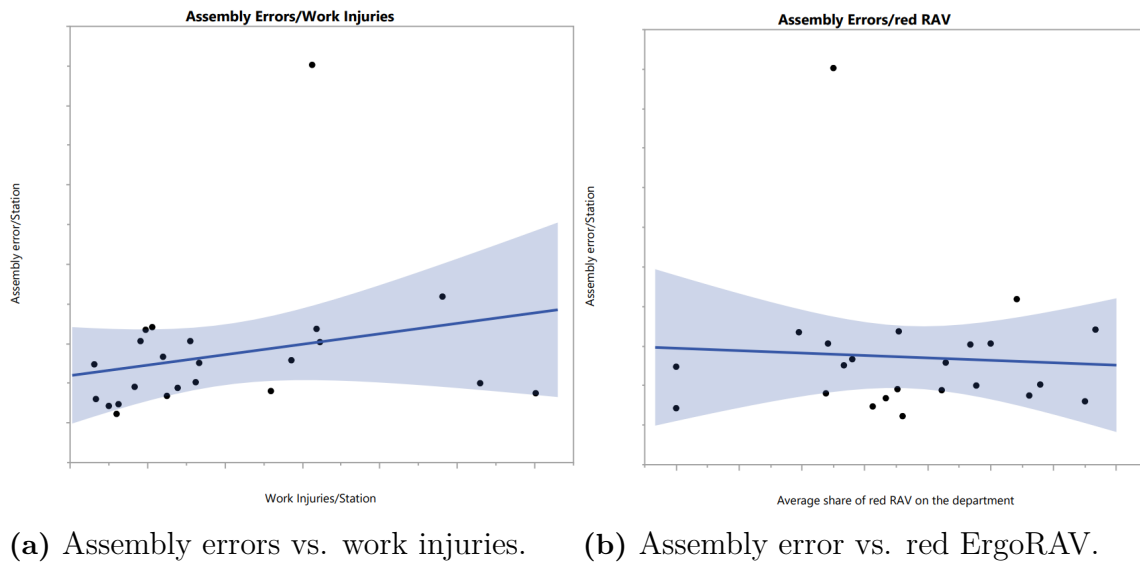 Assembly Errors/Work Injuries
Assembly error/Station
Work Injuries/Station
(a) Assembly errors vs. work injuries.
Assembly Errors/red RAV
Assembly error/Station
Average share of red RAV on the department
(b) Assembly error vs. red ErgoRAV.